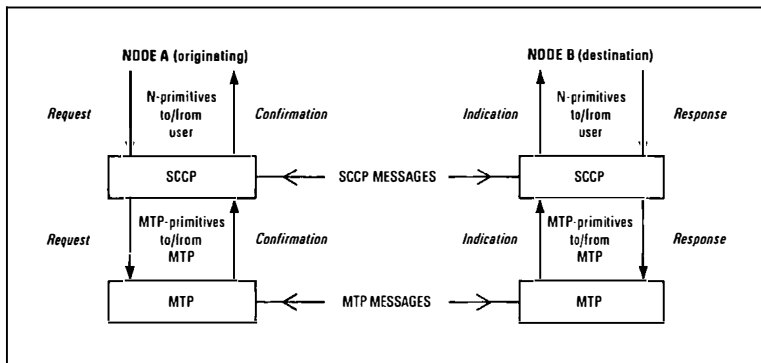 NODE A (originating)
NODE B (destination)
Request
N-primitives
to/from
user
Confirmation
Indication
N-primitives
to/from
user
Response
SCCP
SCCP MESSAGES
SCCP
Request
MTP-primitives
to/from
MTP
Confirmation
Indication
MTP-primitives
to/from
MTP
Response
MTP
MTP MESSAGES
MTP